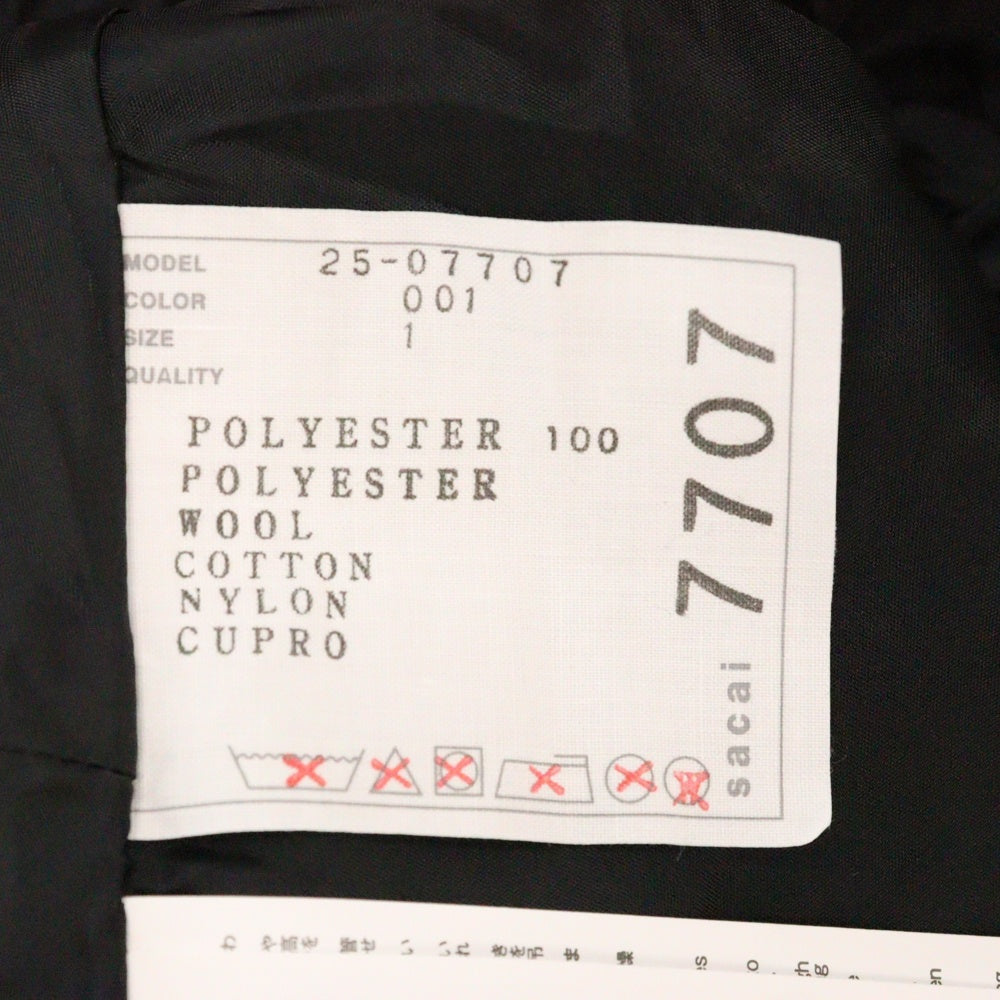 MODEL 25-07707
COLOR 001
SIZE 1
QUALITY
POLYESTER 100
POLYESTER
WOOL
COTTON
NYLON
CUPRO
sacai 7707